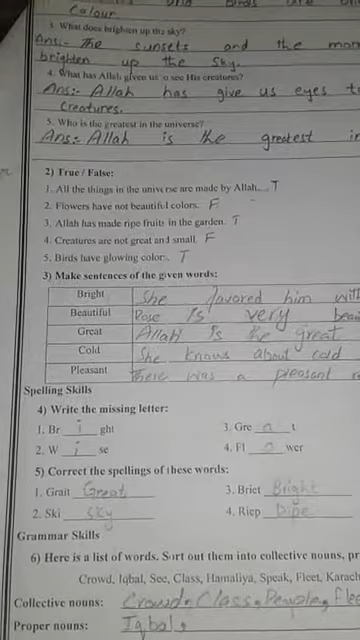 Colour.
3. What does brighten up the sky?
Ans:- The sunsets and the
brighten up the sky.
4. What has Allah given us to see His creatures?
Ans:- Allah has give us eyes to
Creatures.
5. Who is the greatest in the universe?
Ans:- Allah is the greatest in
2) True / False:
1. All the things in the universe are made by Allah. T
2. Flowers have not beautiful colors. F
3. Allah has made ripe fruits in the garden. T
4. Creatures are not great and small. F
5. Birds have glowing colors. T
3) Make sentences of the given words:
Bright She favored him with
Beautiful Rose is very
Great Allah is the great
Cold She knows about cold
Pleasant There was a pleasant
Spelling Skills
4) Write the missing letter:
1. Br i ght 3. Gre a t
2. W i se 4. Fl o wer
5) Correct the spellings of these words:
1. Grait Great 3. Briet Bright
2. Ski Sky 4. Riep
Grammar Skills
6) Here is a list of words. Sort out them into collective nouns, pr
Crowd, Iqbal, See, Class, Hamaliya, Speak, Fleet, Karach
Collective nouns: Crowd, Class, People, Flee
Proper nouns: Iqbal,